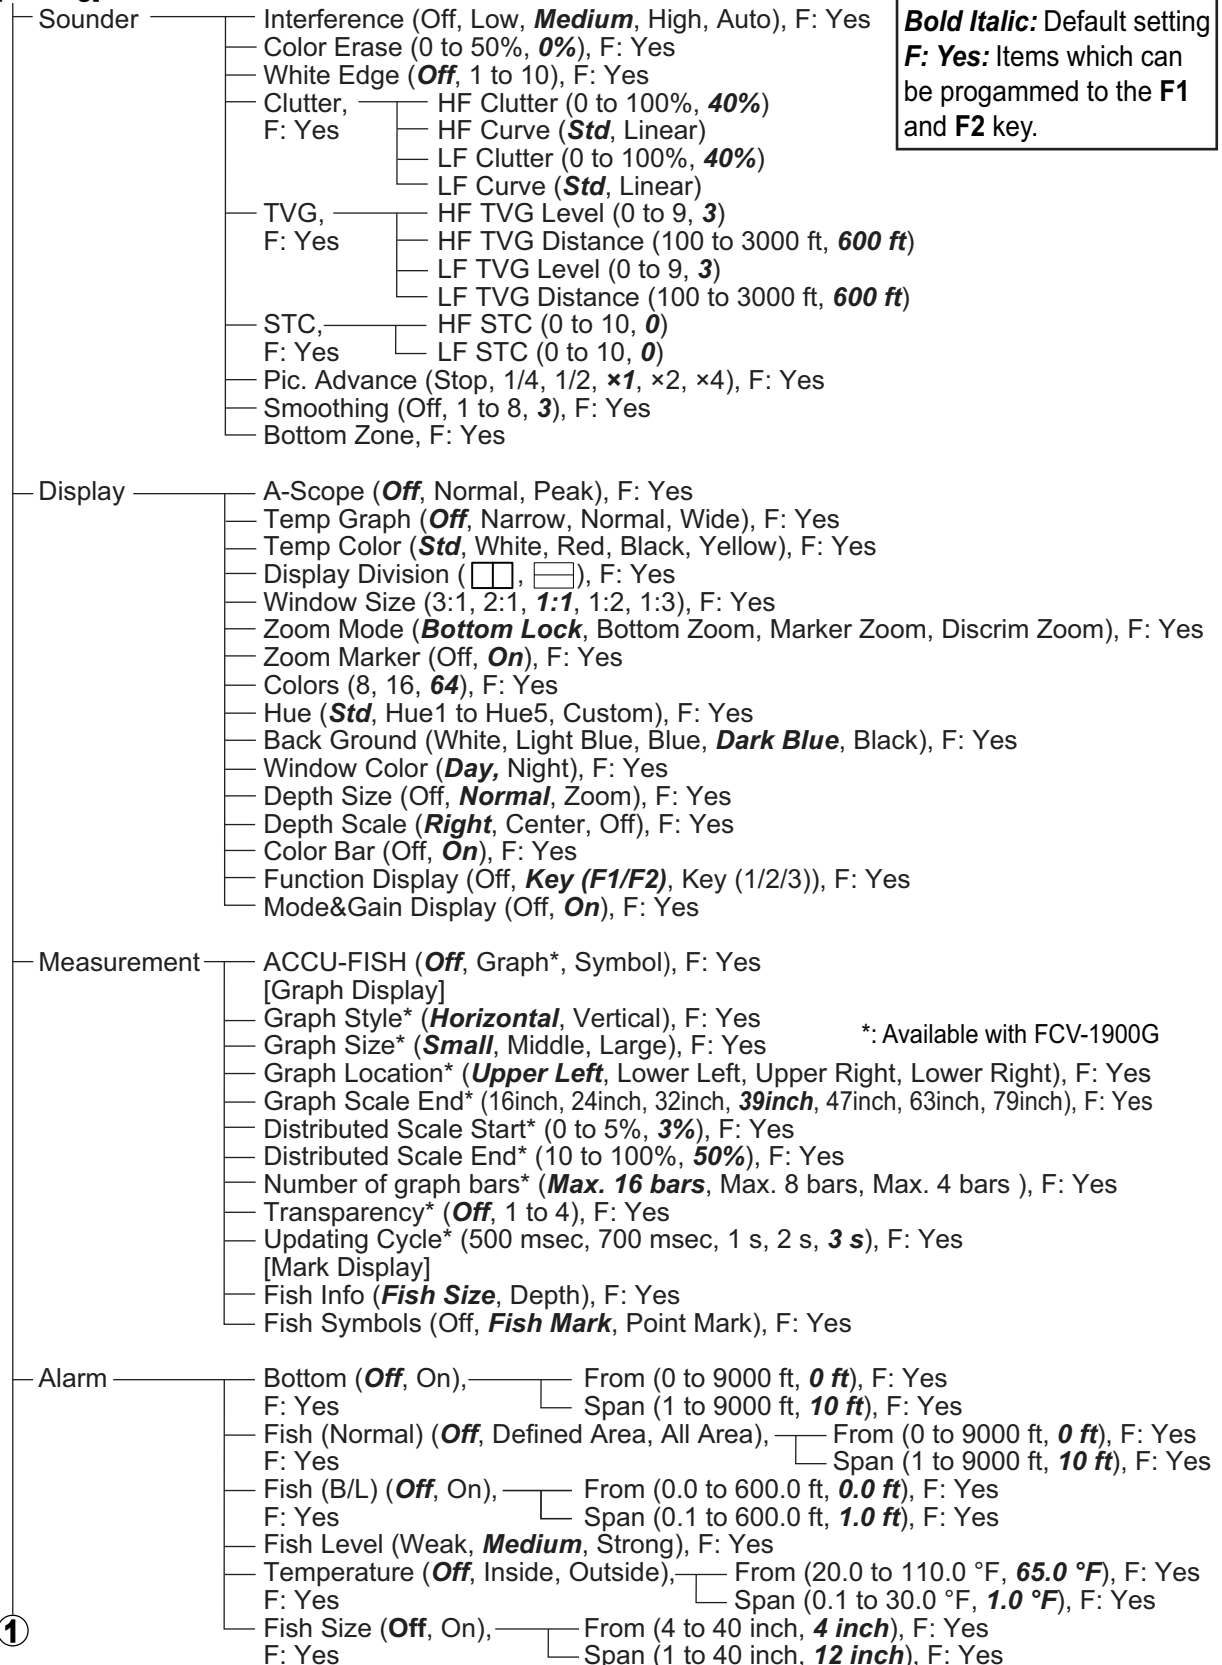 Sounder Interference (Off, Low, Medium, High, Auto), F: Yes
Color Erase (0 to 50%, 0%), F: Yes
White Edge (Off, 1 to 10), F: Yes
Clutter, HF Clutter (0 to 100%, 40%)
F: Yes HF Curve (Std, Linear)
LF Clutter (0 to 100%, 40%)
LF Curve (Std, Linear)
TVG, HF TVG Level (0 to 9, 3)
F: Yes HF TVG Distance (100 to 3000 ft, 600 ft)
LF TVG Level (0 to 9, 3)
LF TVG Distance (100 to 3000 ft, 600 ft)
STC, HF STC (0 to 10, 0)
F: Yes LF STC (0 to 10, 0)
Pic. Advance (Stop, 1/4, 1/2, ×1, ×2, ×4), F: Yes
Smoothing (Off, 1 to 8, 3), F: Yes
Bottom Zone, F: Yes
Bold Italic: Default setting
F: Yes: Items which can
be progammed to the F1
and F2 key.
Display A-Scope (Off, Normal, Peak), F: Yes
Temp Graph (Off, Narrow, Normal, Wide), F: Yes
Temp Color (Std, White, Red, Black, Yellow), F: Yes
Display Division ( , ), F: Yes
Window Size (3:1, 2:1, 1:1, 1:2, 1:3), F: Yes
Zoom Mode (Bottom Lock, Bottom Zoom, Marker Zoom, Discrim Zoom), F: Yes
Zoom Marker (Off, On), F: Yes
Colors (8, 16, 64), F: Yes
Hue (Std, Hue1 to Hue5, Custom), F: Yes
Back Ground (White, Light Blue, Blue, Dark Blue, Black), F: Yes
Window Color (Day, Night), F: Yes
Depth Size (Off, Normal, Zoom), F: Yes
Depth Scale (Right, Center, Off), F: Yes
Color Bar (Off, On), F: Yes
Function Display (Off, Key (F1/F2), Key (1/2/3)), F: Yes
Mode&Gain Display (Off, On), F: Yes
Measurement ACCU-FISH (Off, Graph*, Symbol), F: Yes
[Graph Display]
Graph Style* (Horizontal, Vertical), F: Yes
*: Available with FCV-1900G
Graph Size* (Small, Middle, Large), F: Yes
Graph Location* (Upper Left, Lower Left, Upper Right, Lower Right), F: Yes
Graph Scale End* (16inch, 24inch, 32inch, 39inch, 47inch, 63inch, 79inch), F: Yes
Distributed Scale Start* (0 to 5%, 3%), F: Yes
Distributed Scale End* (10 to 100%, 50%), F: Yes
Number of graph bars* (Max. 16 bars, Max. 8 bars, Max. 4 bars ), F: Yes
Transparency* (Off, 1 to 4), F: Yes
Updating Cycle* (500 msec, 700 msec, 1 s, 2 s, 3 s), F: Yes
[Mark Display]
Fish Info (Fish Size, Depth), F: Yes
Fish Symbols (Off, Fish Mark, Point Mark), F: Yes
Alarm Bottom (Off, On), From (0 to 9000 ft, 0 ft), F: Yes
F: Yes Span (1 to 9000 ft, 10 ft), F: Yes
Fish (Normal) (Off, Defined Area, All Area), From (0 to 9000 ft, 0 ft), F: Yes
F: Yes Span (1 to 9000 ft, 10 ft), F: Yes
Fish (B/L) (Off, On), From (0.0 to 600.0 ft, 0.0 ft), F: Yes
F: Yes Span (0.1 to 600.0 ft, 1.0 ft), F: Yes
Fish Level (Weak, Medium, Strong), F: Yes
Temperature (Off, Inside, Outside), From (20.0 to 110.0 °F, 65.0 °F), F: Yes
F: Yes Span (0.1 to 30.0 °F, 1.0 °F), F: Yes
1 Fish Size (Off, On), From (4 to 40 inch, 4 inch), F: Yes
F: Yes Span (1 to 40 inch, 12 inch), F: Yes